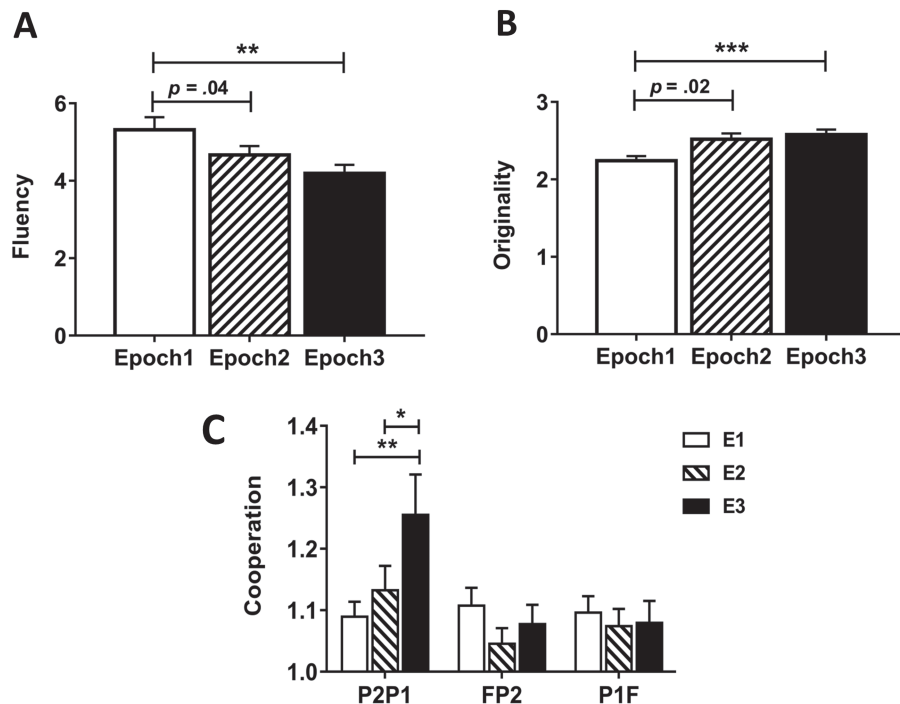 A
**
p = .04
Fluency
6
4
2
0
Epoch1 Epoch2 Epoch3
B
***
p = .02
Originality
3
2
1
0
Epoch1 Epoch2 Epoch3
C
*
**
Cooperation
1.4
1.3
1.2
1.1
1.0
P2P1 FP2 P1F
E1
E2
E3